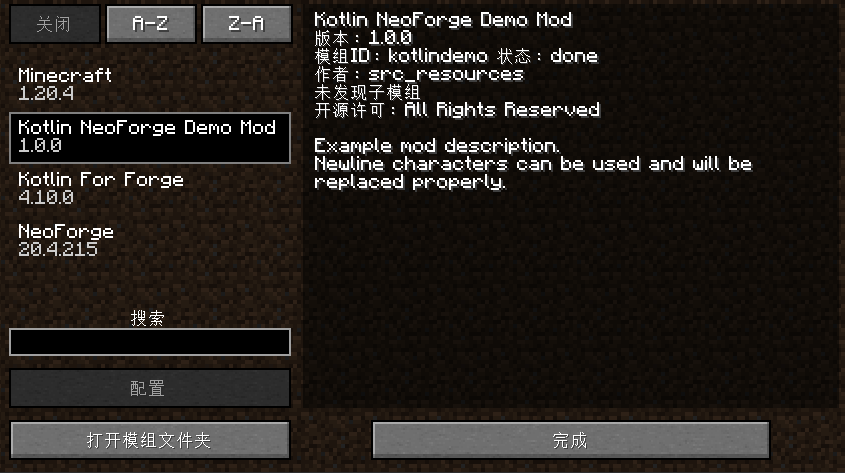 关闭 A-Z Z-A
Minecraft
1.20.4
Kotlin NeoForge Demo Mod
1.0.0
Kotlin For Forge
4.10.0
NeoForge
20.4.215
搜索
配置
打开模组文件夹
Kotlin NeoForge Demo Mod
版本：1.0.0
模组ID：kotlindemo 状态：done
作者：src_resources
未发现子模组
开源许可：All Rights Reserved
Example mod description.
Newline characters can be used and will be
replaced properly.
完成